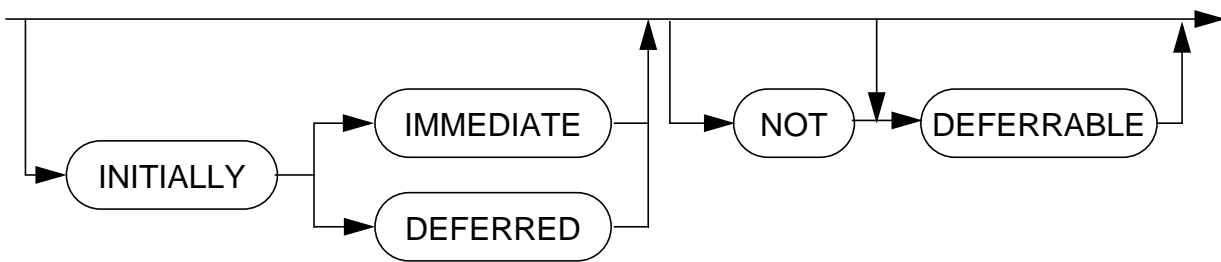 IMMEDIATE
NOT
DEFERRABLE
INITIALLY
DEFERRED